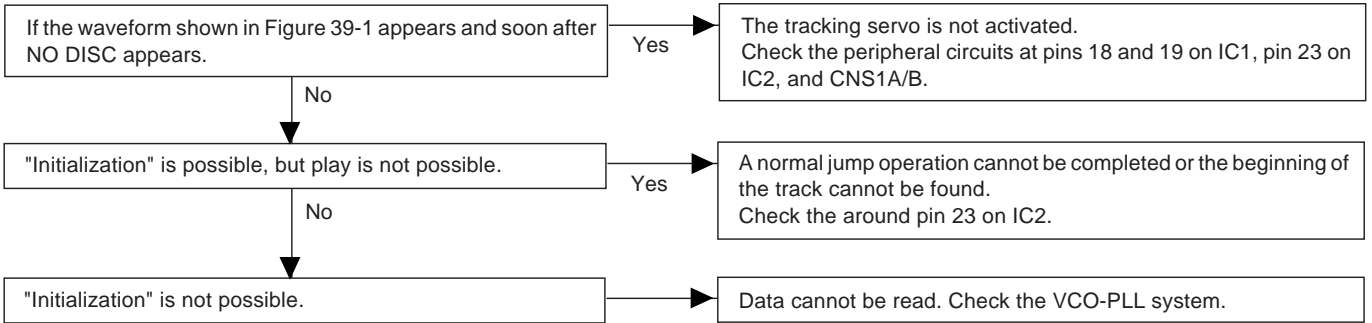 If the waveform shown in Figure 39-1 appears and soon after
NO DISC appears.
Yes
The tracking servo is not activated.
Check the peripheral circuits at pins 18 and 19 on IC1, pin 23 on
IC2, and CNS1A/B.
No
"Initialization" is possible, but play is not possible.
Yes
A normal jump operation cannot be completed or the beginning of
the track cannot be found.
Check the around pin 23 on IC2.
No
"Initialization" is not possible.
Data cannot be read. Check the VCO-PLL system.